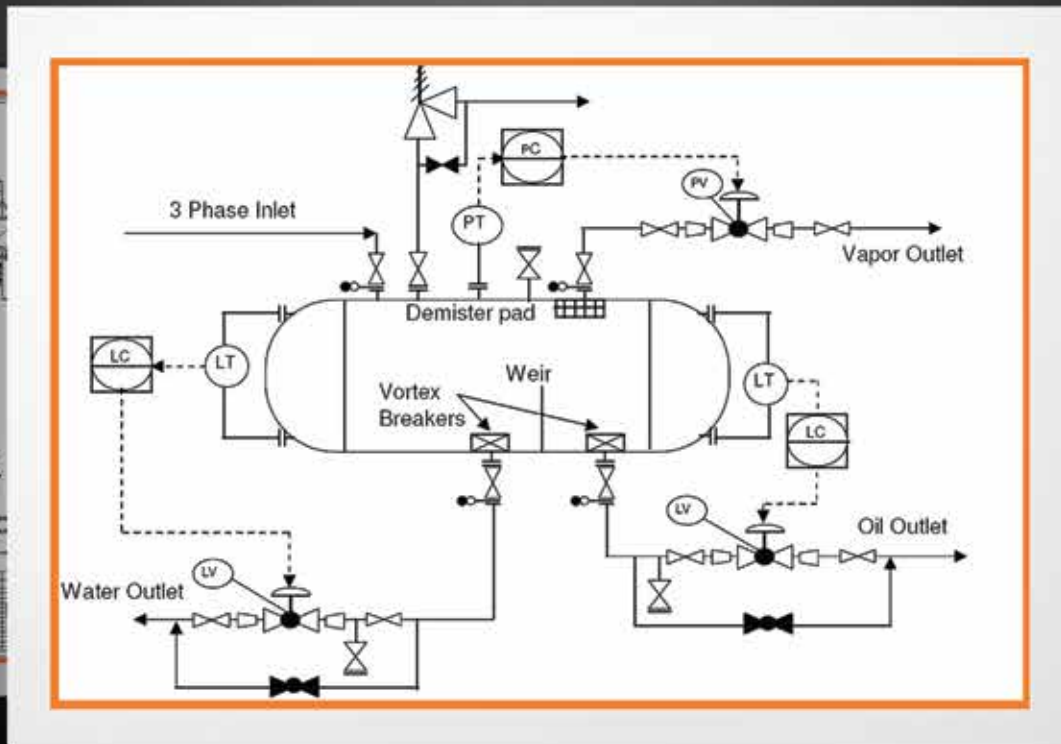 PC
PV
3 Phase Inlet
PT
Vapor Outlet
Demister pad
LC
LT
Weir
Vortex
Breakers
LT
LC
LV
Oil Outlet
LV
Water Outlet